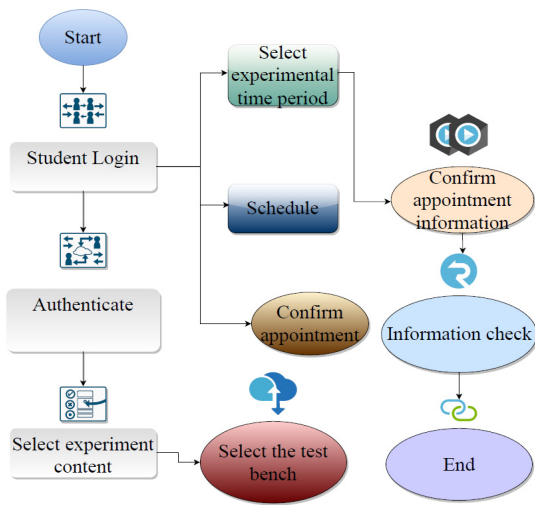 Start
Student Login
Authenticate
Select experiment
content
Select
experimental
time period
Schedule
Confirm
appointment
Select the test
bench
Confirm
appointment
information
Information check
End